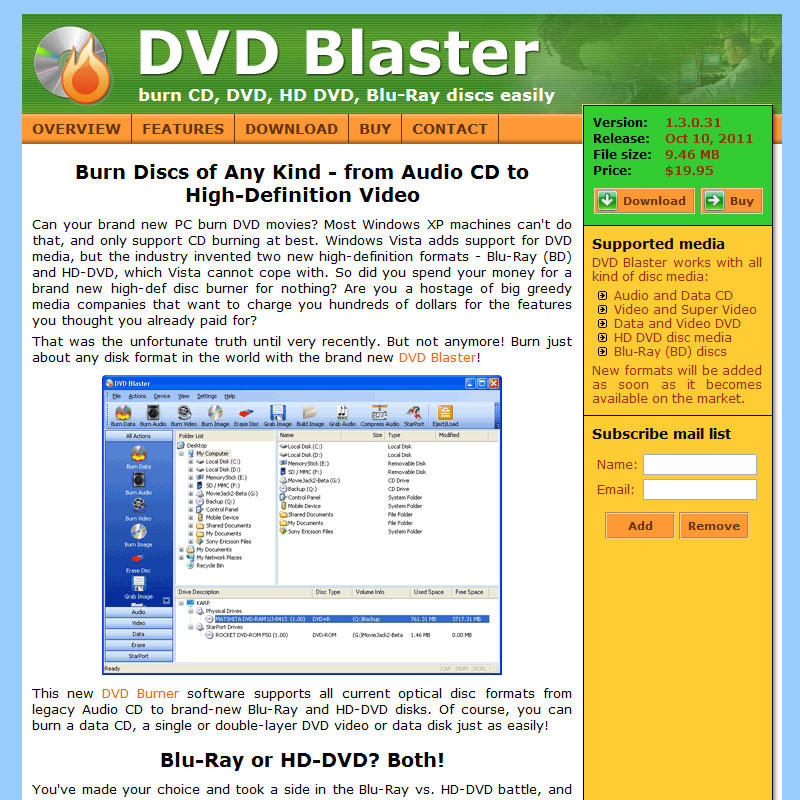 DVD Blaster
burn CD, DVD, HD DVD, Blu-Ray discs easily
OVERVIEW FEATURES DOWNLOAD BUY CONTACT
Version: 1.3.0.31
Release: Oct 10, 2011
File size: 9.46 MB
Price: $19.95
Download Buy
Burn Discs of Any Kind - from Audio CD to
High-Definition Video
Can your brand new PC burn DVD movies? Most Windows XP machines can't do
that, and only support CD burning at best. Windows Vista adds support for DVD
media, but the industry invented two new high-definition formats - Blu-Ray (BD)
and HD-DVD, which Vista cannot cope with. So did you spend your money for a
brand new high-def disc burner for nothing? Are you a hostage of big greedy
media companies that want to charge you hundreds of dollars for the features
you thought you already paid for?
That was the unfortunate truth until very recently. But not anymore! Burn just
about any disk format in the world with the brand new DVD Blaster!
DVD Blaster
File Actions Device View Settings Help
Burn Data Burn Audio Burn Video Burn Image Erase Disc Grab Image Build Image Grab Audio Compress Audio StarPort Eject/Load
All Actions
Burn Data
Burn Audio
Burn Video
Burn Image
Erase Disc
Grab Image
Audio
Video
Data
Erase
StarPort
Folder List
Desktop
My Computer
Local Disk (C:)
Local Disk (D:)
MemoryStick (E:)
SD / MMC (F:)
MovieJack2-Beta (G:)
Backup (Q:)
Control Panel
Mobile Device
Shared Documents
My Documents
Sony Ericsson Files
My Documents
My Network Places
Recycle Bin
Name Size Type Modified
Local Disk (C:) Local Disk
Local Disk (D:) Local Disk
MemoryStick (E:) Removable Disk
SD / MMC (F:) Removable Disk
MovieJack2-Beta (G:) CD Drive
Backup (Q:) CD Drive
Control Panel System Folder
Mobile Device System Folder
Shared Documents File Folder
My Documents File Folder
Sony Ericsson Files System Folder
Drive Description Disc Type Volume Info Used Space Free Space
KARP
Physical Drives
MATSHITA DVD-RAM UJ-841S (1.00) DVD+R (Q:)Backup 761.31 MB 3717.31 MB
StarPort Drives
ROCKET DVD-ROM F50 (1.00) DVD-ROM (G:)MovieJack2-Beta 1.46 MB 0.00 MB
Ready CAP NUM
This new DVD Burner software supports all current optical disc formats from
legacy Audio CD to brand-new Blu-Ray and HD-DVD disks. Of course, you can
burn a data CD, a single or double-layer DVD video or data disk just as easily!
Blu-Ray or HD-DVD? Both!
You've made your choice and took a side in the Blu-Ray vs. HD-DVD battle, and
Supported media
DVD Blaster works with all
kind of disc media:
Audio and Data CD
Video and Super Video
Data and Video DVD
HD DVD disc media
Blu-Ray (BD) discs
New formats will be added
as soon as it becomes
available on the market.
Subscribe mail list
Name:
Email:
Add Remove